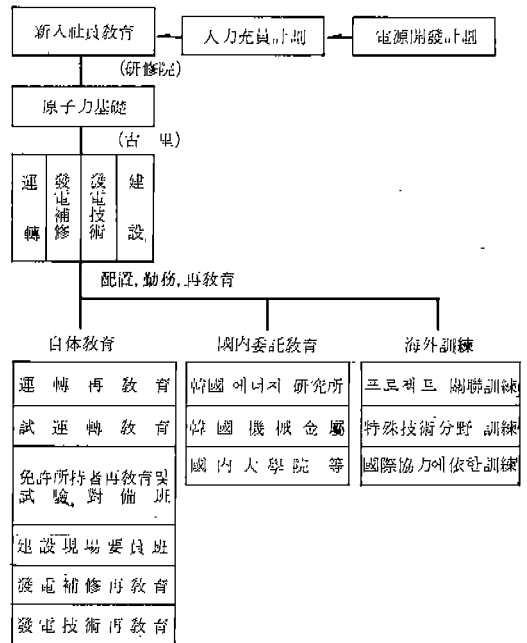 新入社員教育
人力充員計劃
電源開發計劃
(研修院)
原子力基礎
(古里)
運轉
發電補修
發電技術
建設
配置, 勤務, 再教育
自体教育
國內委託教育
海外訓練
運轉再教育
試運轉教育
免許所持者再教育및
試驗, 對備班
建設現場要員班
發電補修再教育
發電技術再教育
韓國 에너지 硏究所
韓國機械金屬
國內大學院等
프로젝트 關聯訓練
特殊技術分野 訓練
國際協力에依한訓練